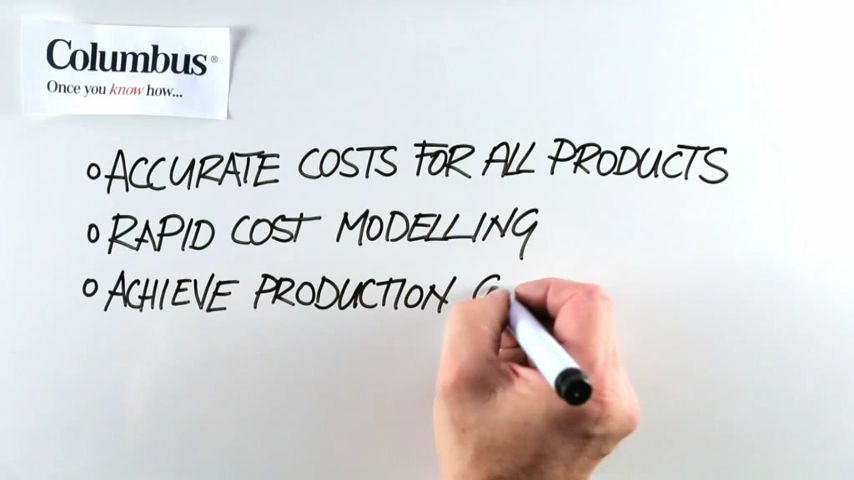 Columbus®
Once you know how...
ACCURATE COSTS FOR ALL PRODUCTS
RAPID COST MODELLING
ACHIEVE PRODUCTION